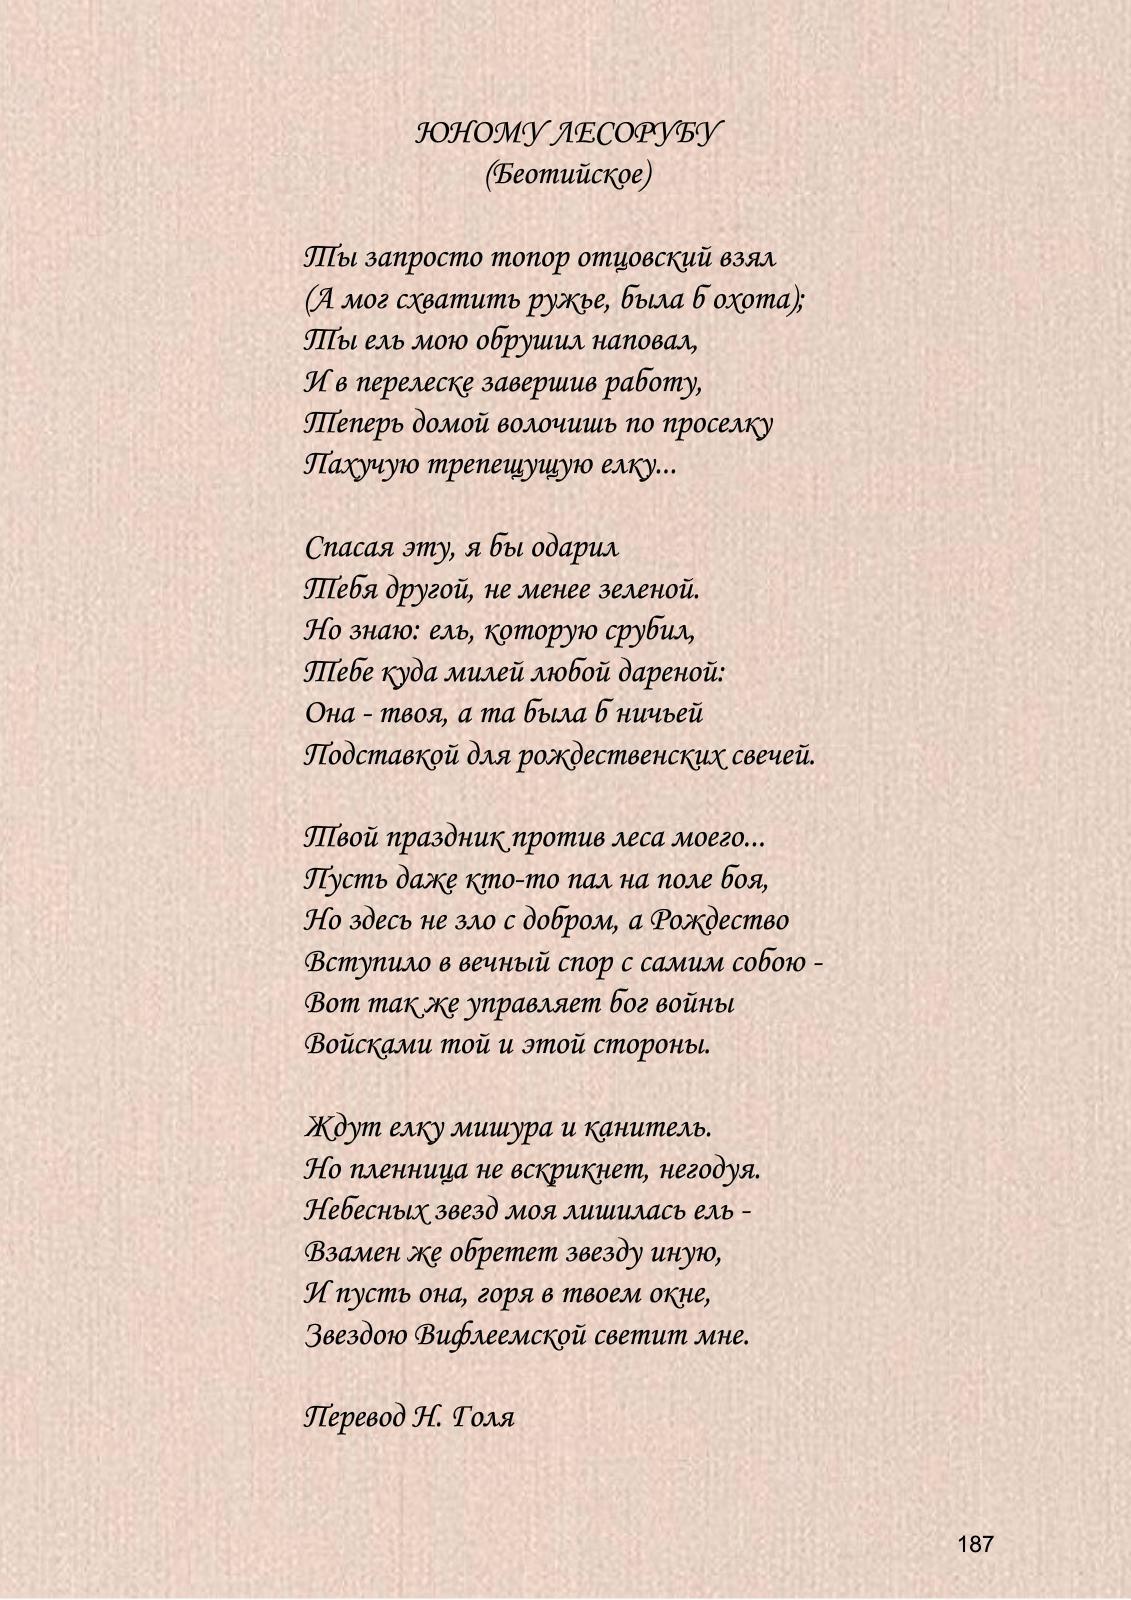 ЮНОМУ ЛЕСОРУБУ
(Беотийское)
Ты запросто топор отцовский взял
(А мог схватить ружье, была б охота);
Ты ель мою обрушил наповал,
И в перелеске завершив работу,
Теперь домой волочишь по проселку
Пахучую трепещущую елку...
Спасая эту, я бы одарил
Тебя другой, не менее зеленой.
Но знаю: ель, которую срубил,
Тебе куда милей любой дареной:
Она - твоя, а та была б ничьей
Подставкой для рождественских свечей.
Твой праздник против леса моего...
Пусть даже кто-то пал на поле боя,
Но здесь не зло с добром, а Рождество
Вступило в вечный спор с самим собою -
Вот так же управляет бог войны
Войсками той и этой стороны.
Ждут елку мишура и канитель.
Но пленница не вскрикнет, негодуя.
Небесных звезд моя лишилась ель -
Взамен же обретет звезду иную,
И пусть она, горя в твоем окне,
Звездою Вифлеемской светит мне.
Перевод Н. Голя
187